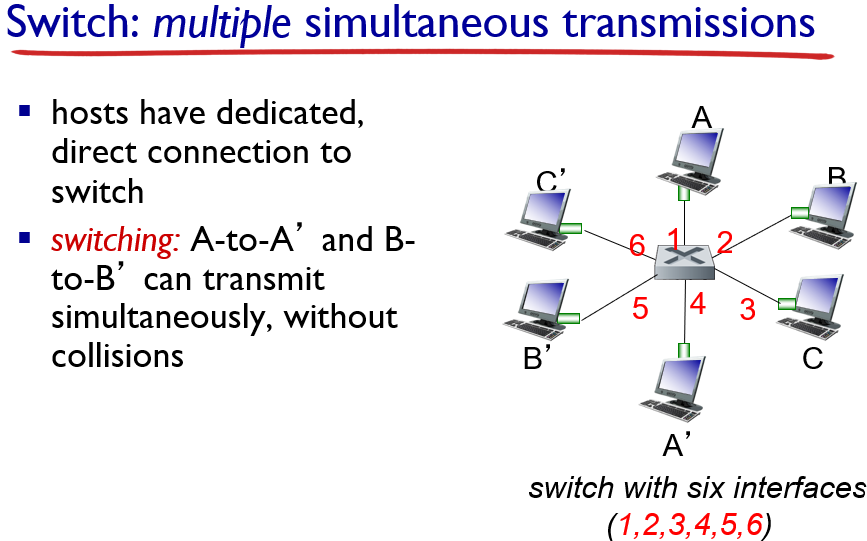 Switch: multiple simultaneous transmissions
hosts have dedicated,
direct connection to
switch
switching: A-to-A’ and B-
to-B’ can transmit
simultaneously, without
collisions
A
C’
B
6
1
2
5
4
3
B’
C
A’
switch with six interfaces
(1,2,3,4,5,6)